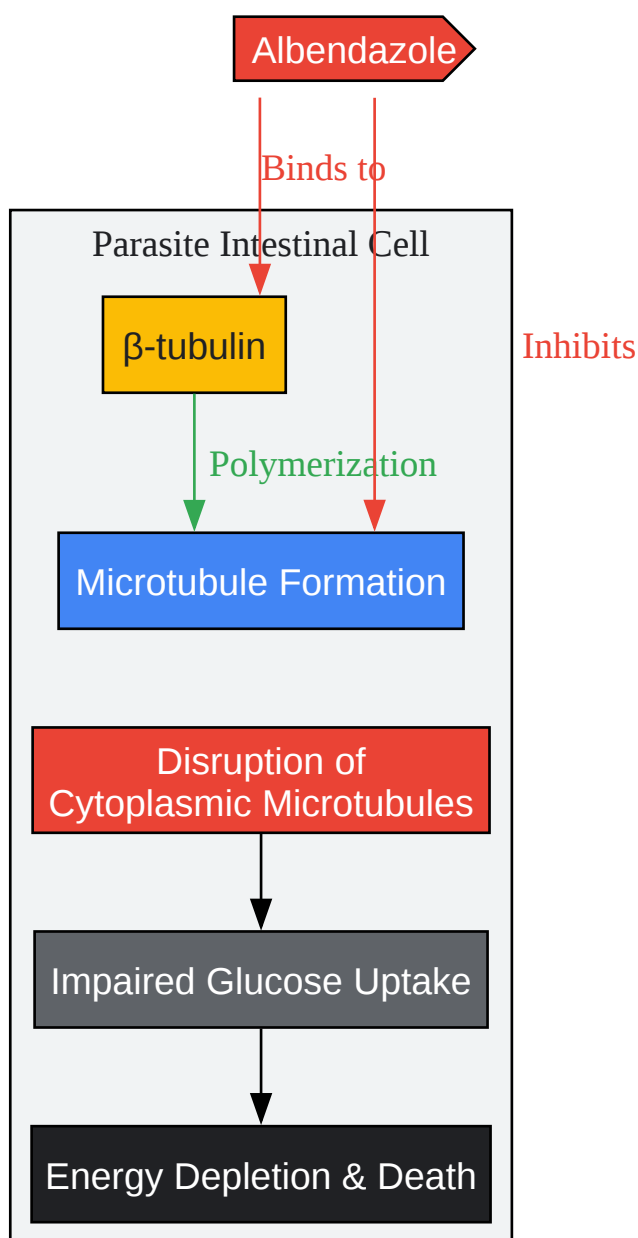 Albendazole
Binds to
Parasite Intestinal Cell
β-tubulin
Inhibits
Polymerization
Microtubule Formation
Disruption of
Cytoplasmic Microtubules
Impaired Glucose Uptake
Energy Depletion & Death